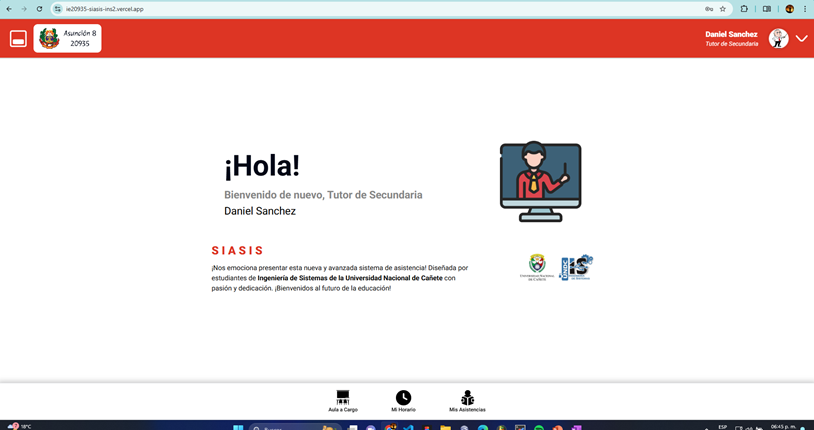 ie20935-siasis-ins2.vercel.app
Asunción 8
20935
Daniel Sanchez
Tutor de Secundaria
¡Hola!
Bienvenido de nuevo, Tutor de Secundaria
Daniel Sanchez
SIASIS
¡Nos emociona presentar esta nueva y avanzada sistema de asistencia! Diseñada por
estudiantes de Ingeniería de Sistemas de la Universidad Nacional de Cañete con
pasión y dedicación. ¡Bienvenidos al futuro de la educación!
Universidad Nacional
de Cañete
IS
Aula a Cargo
Mi Horario
Mis Asistencias
18°C
Buscar
ESP
06:45 p. m.